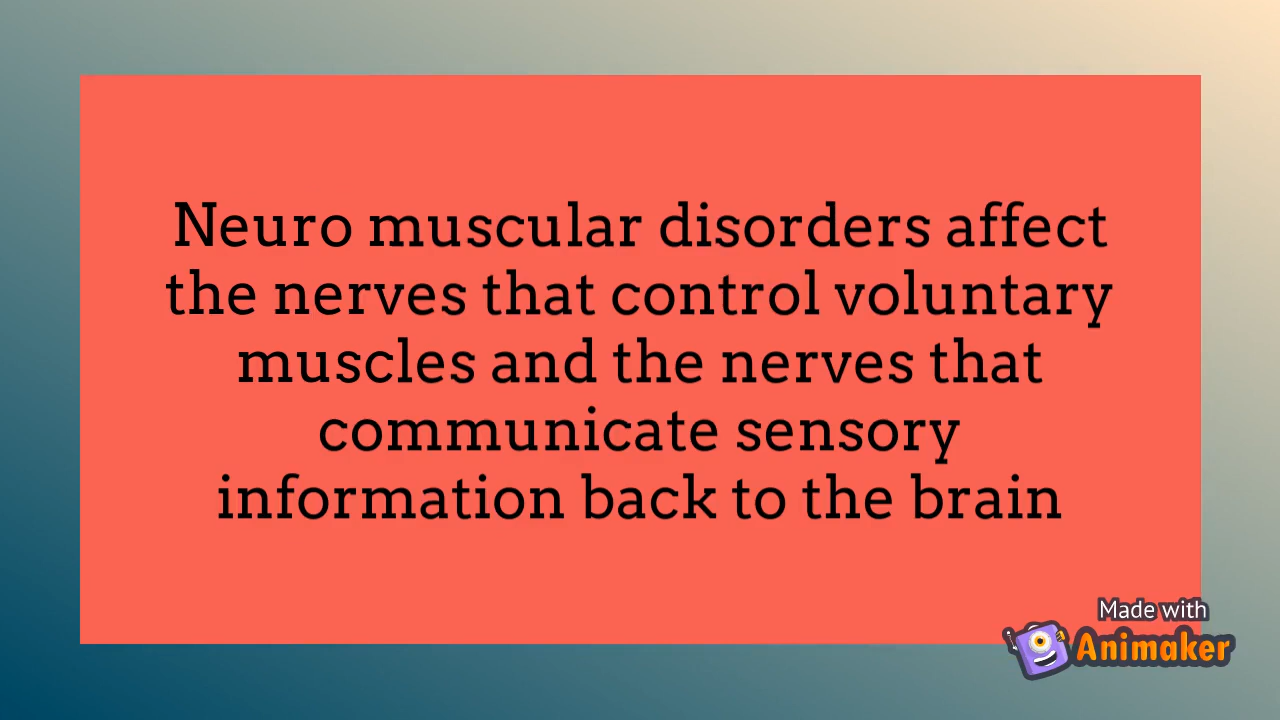 Neuro muscular disorders affect
the nerves that control voluntary
muscles and the nerves that
communicate sensory
information back to the brain
Made with
Animaker